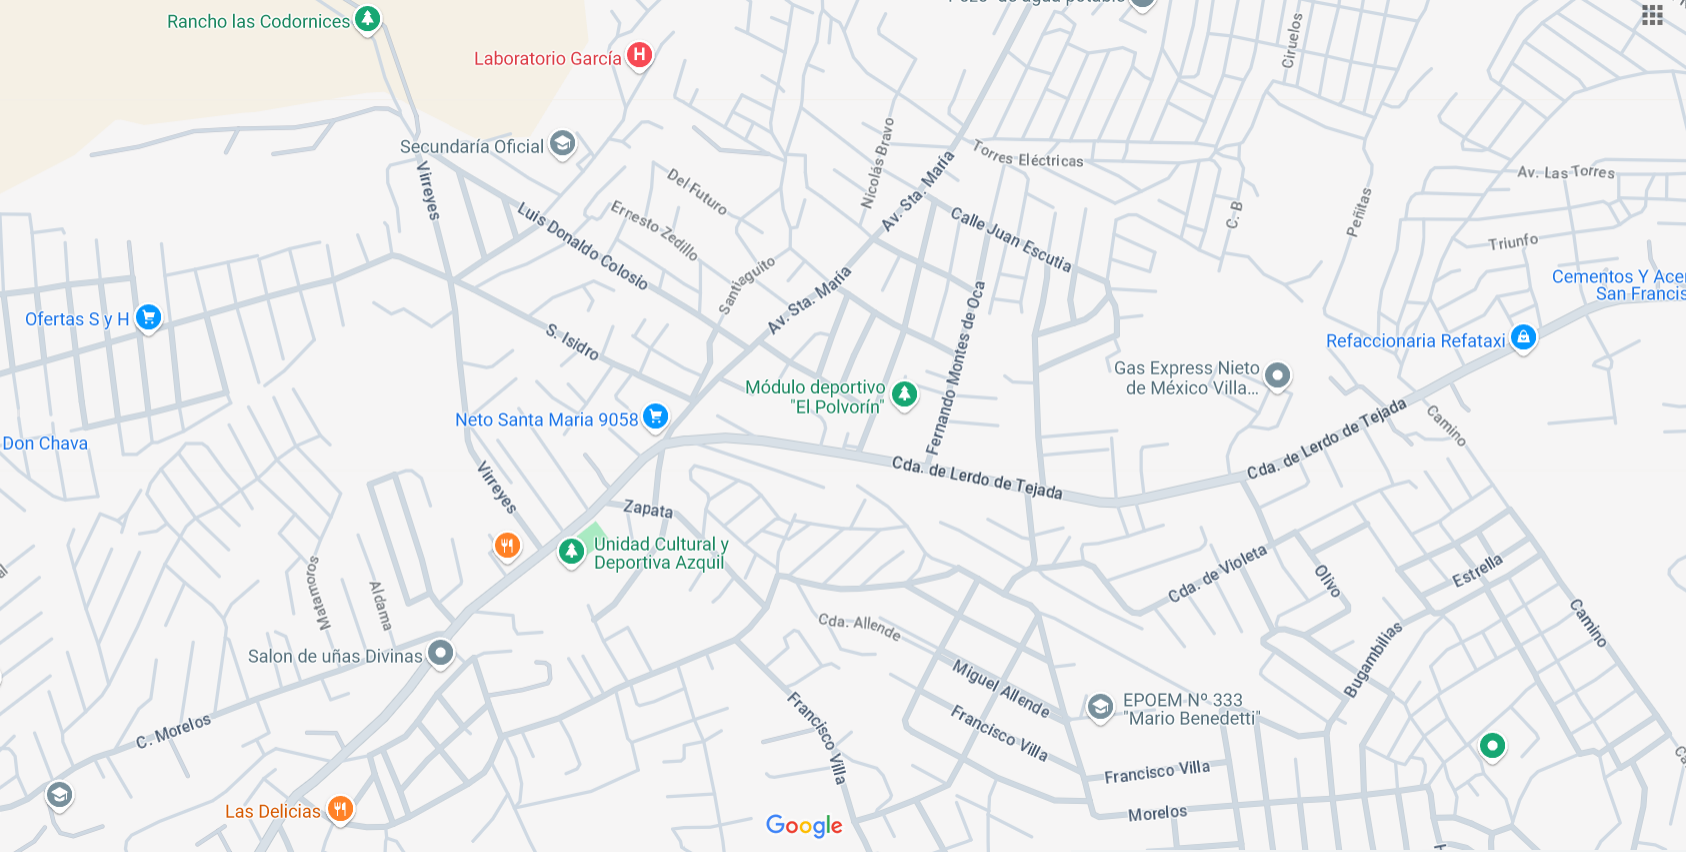 Pozo de agua potable
Rancho las Codornices
Laboratorio García
Ciruelos
Secundaría Oficial
Nicolás Bravo
Av. Sta. María
Torres Eléctricas
Av. Las Torres
Virreyes
Del Futuro
Ernesto Zedillo
Luis Donaldo Colosio
Calle Juan Escutia
C. B
Peñitas
Triunfo
Santiaguito
Av. Sta. María
Cementos Y Acer
San Francis
Ofertas S y H
S. Isidro
Fernando Montes de Oca
Refaccionaria Refataxi
Módulo deportivo
"El Polvorín"
Gas Express Nieto
de México Villa...
Neto Santa Maria 9058
Don Chava
Camino
Cda. de Lerdo de Tejada
Cda. de Lerdo de Tejada
Virreyes
Zapata
Unidad Cultural y
Deportiva Azquil
Matamoros
Aldama
Cda. de Violeta
Olivo
Estrella
Camino
Cda. Allende
Bugambilias
Salon de uñas Divinas
Miguel Allende
EPOEM Nº 333
"Mario Benedetti"
C. Morelos
Francisco Villa
Francisco Villa
Francisco Villa
Morelos
Las Delicias
Google